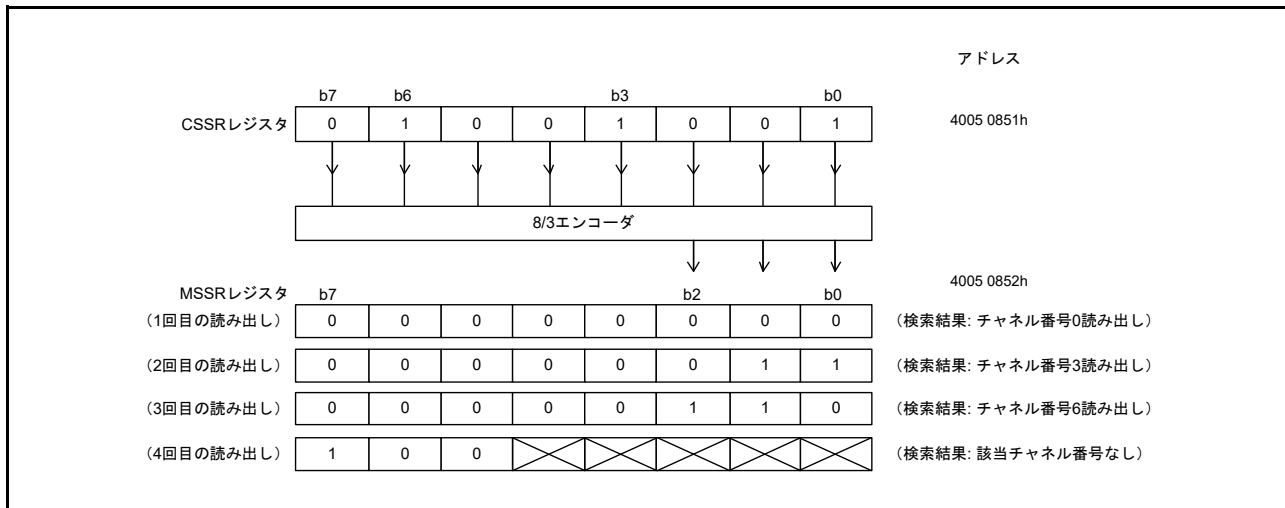 アドレス
b7 b6 b3 b0
CSSRレジスタ 0 1 0 0 1 0 0 1 4005 0851h
8/3エンコーダ
4005 0852h
MSSRレジスタ b7 b2 b0
（1回目の読み出し） 0 0 0 0 0 0 0 0 （検索結果: チャネル番号0読み出し）
（2回目の読み出し） 0 0 0 0 0 0 1 1 （検索結果: チャネル番号3読み出し）
（3回目の読み出し） 0 0 0 0 0 1 1 0 （検索結果: チャネル番号6読み出し）
（4回目の読み出し） 1 0 0 （検索結果: 該当チャネル番号なし）